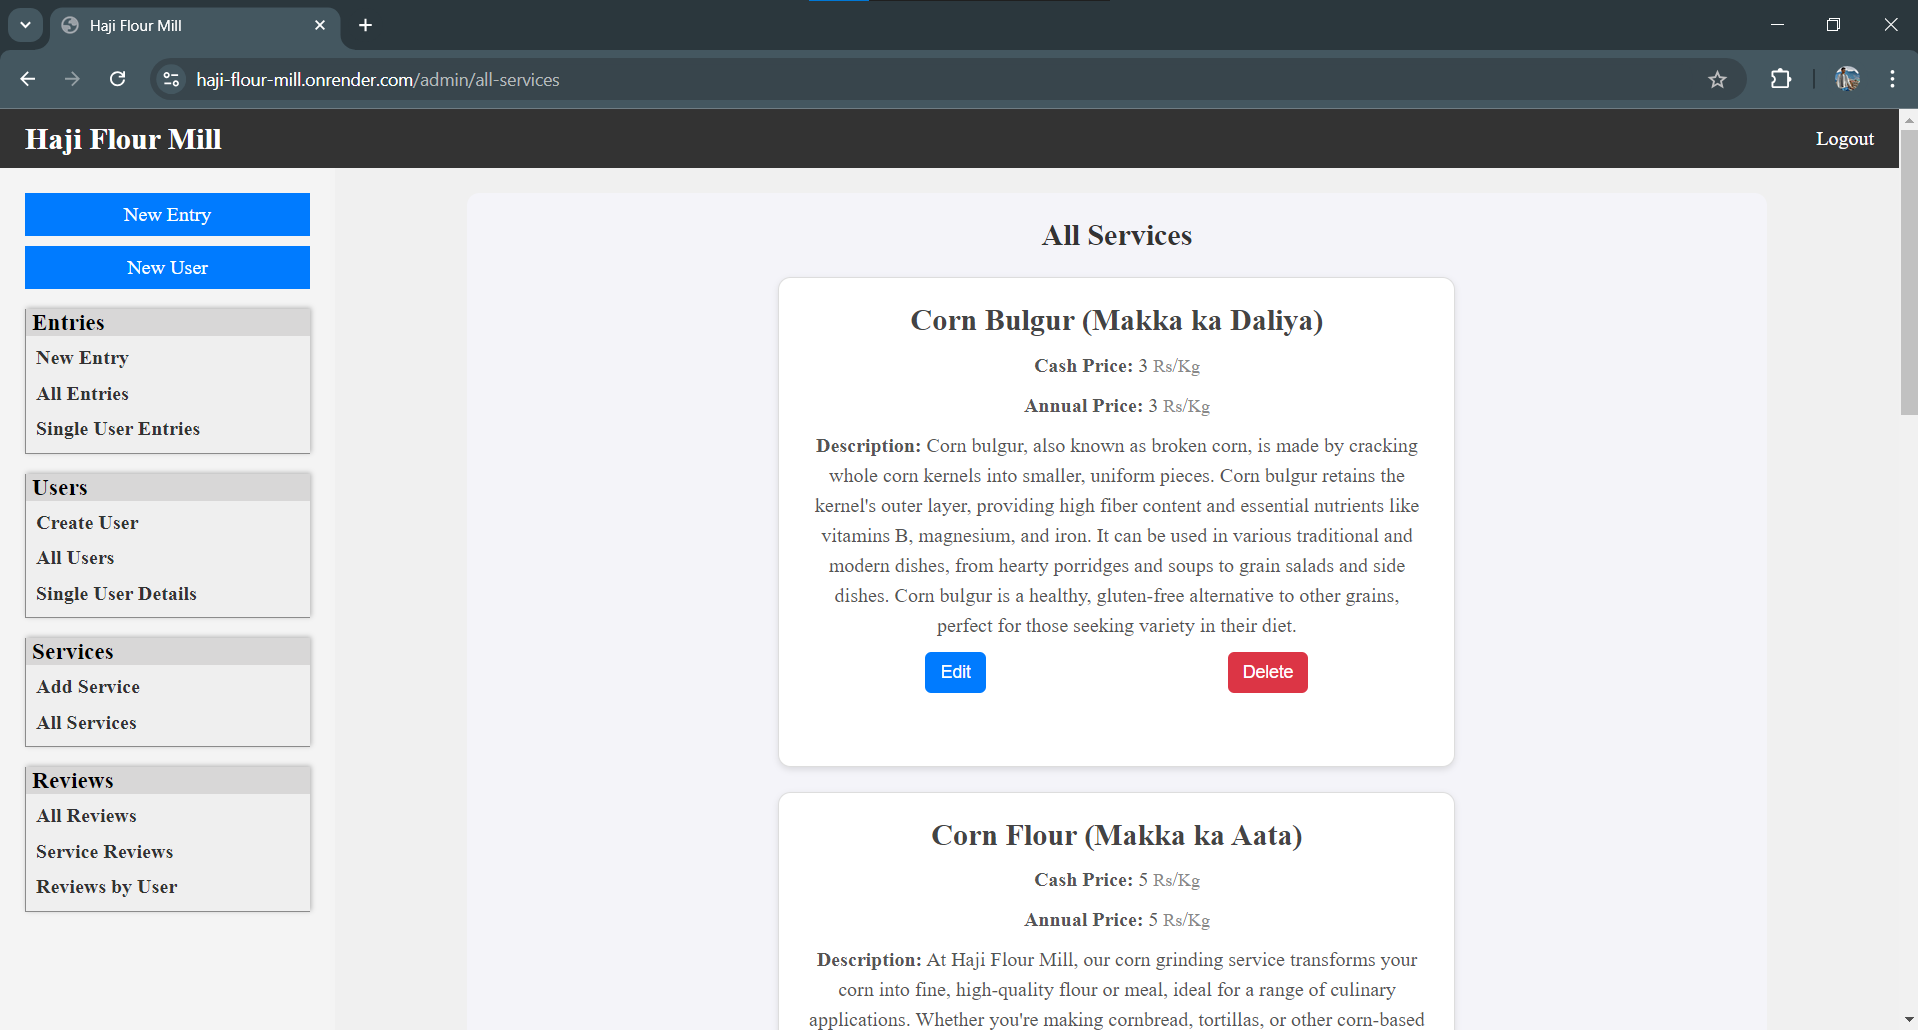 Haji Flour Mill
haji-flour-mill.onrender.com/admin/all-services
Haji Flour Mill
Logout
New Entry
New User
Entries
New Entry
All Entries
Single User Entries
Users
Create User
All Users
Single User Details
Services
Add Service
All Services
Reviews
All Reviews
Service Reviews
Reviews by User
All Services
Corn Bulgur (Makka ka Daliya)
Cash Price: 3 Rs/Kg
Annual Price: 3 Rs/Kg
Description: Corn bulgur, also known as broken corn, is made by cracking
whole corn kernels into smaller, uniform pieces. Corn bulgur retains the
kernel's outer layer, providing high fiber content and essential nutrients like
vitamins B, magnesium, and iron. It can be used in various traditional and
modern dishes, from hearty porridges and soups to grain salads and side
dishes. Corn bulgur is a healthy, gluten-free alternative to other grains,
perfect for those seeking variety in their diet.
Edit
Delete
Corn Flour (Makka ka Aata)
Cash Price: 5 Rs/Kg
Annual Price: 5 Rs/Kg
Description: At Haji Flour Mill, our corn grinding service transforms your
corn into fine, high-quality flour or meal, ideal for a range of culinary
applications. Whether you're making cornbread, tortillas, or other corn-based